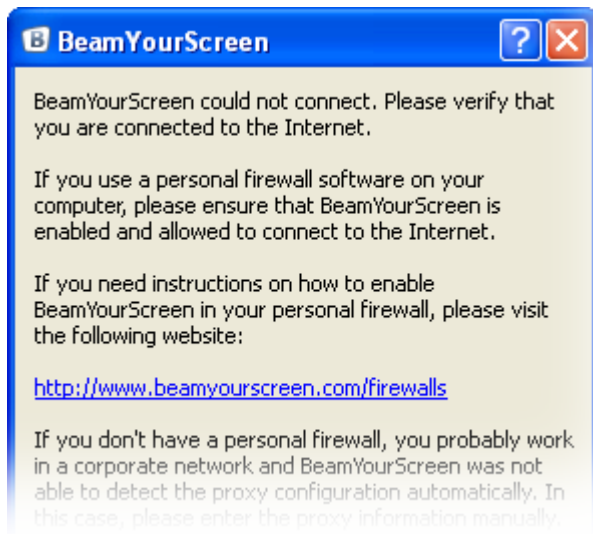 BeamYourScreen
BeamYourScreen could not connect. Please verify that
you are connected to the Internet.
If you use a personal firewall software on your
computer, please ensure that BeamYourScreen is
enabled and allowed to connect to the Internet.
If you need instructions on how to enable
BeamYourScreen in your personal firewall, please visit
the following website:
http://www.beamyourscreen.com/firewalls
If you don't have a personal firewall, you probably work
in a corporate network and BeamYourScreen was not
able to detect the proxy configuration automatically. In
this case, please enter the proxy information manually.